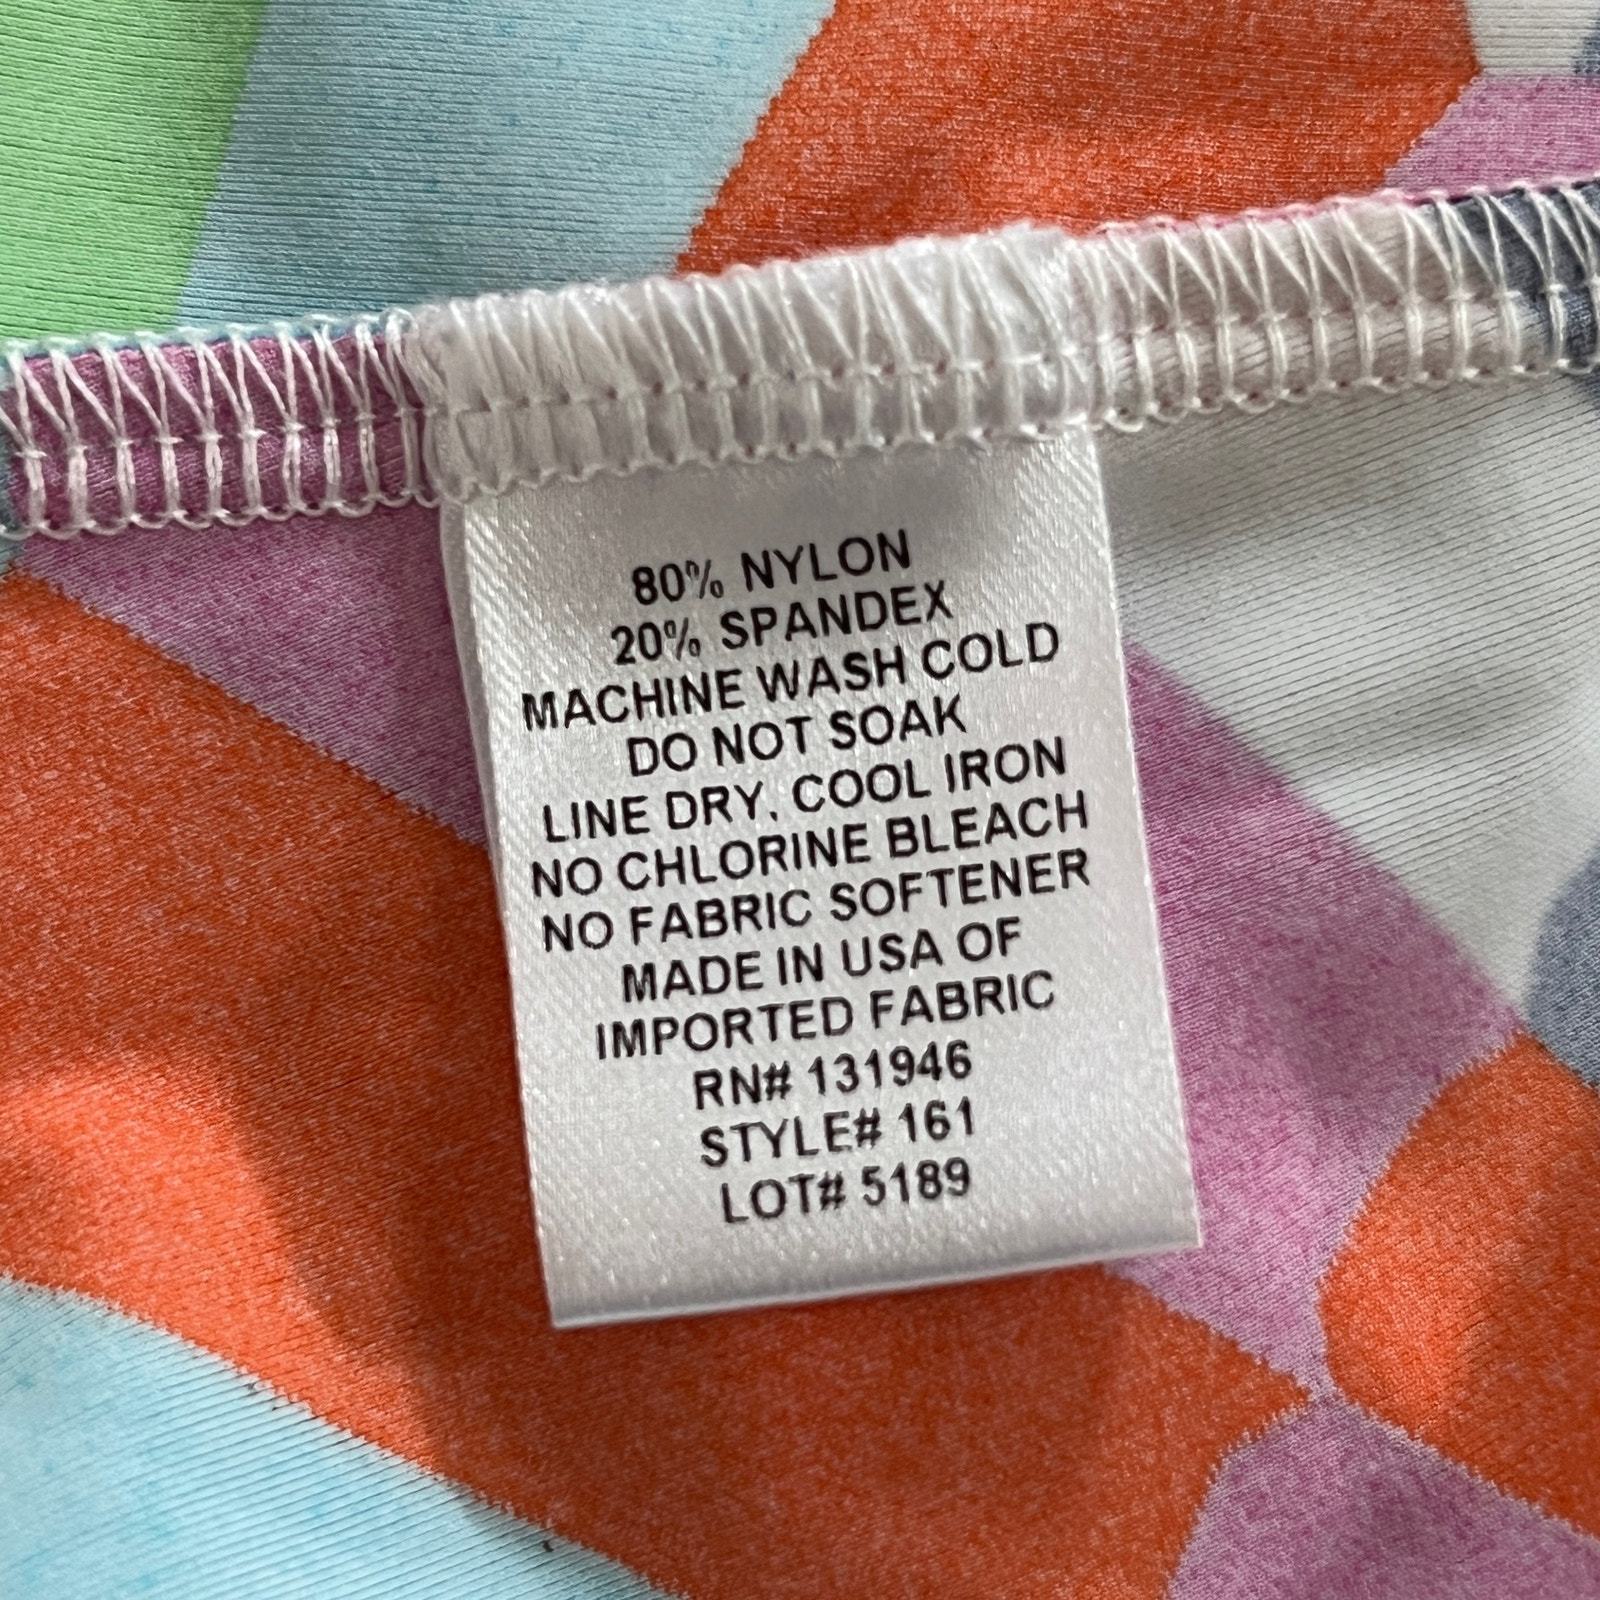 80% NYLON
20% SPANDEX
MACHINE WASH COLD
DO NOT SOAK
LINE DRY, COOL IRON
NO CHLORINE BLEACH
NO FABRIC SOFTENER
MADE IN USA OF
IMPORTED FABRIC
RN# 131946
STYLE# 161
LOT# 5189